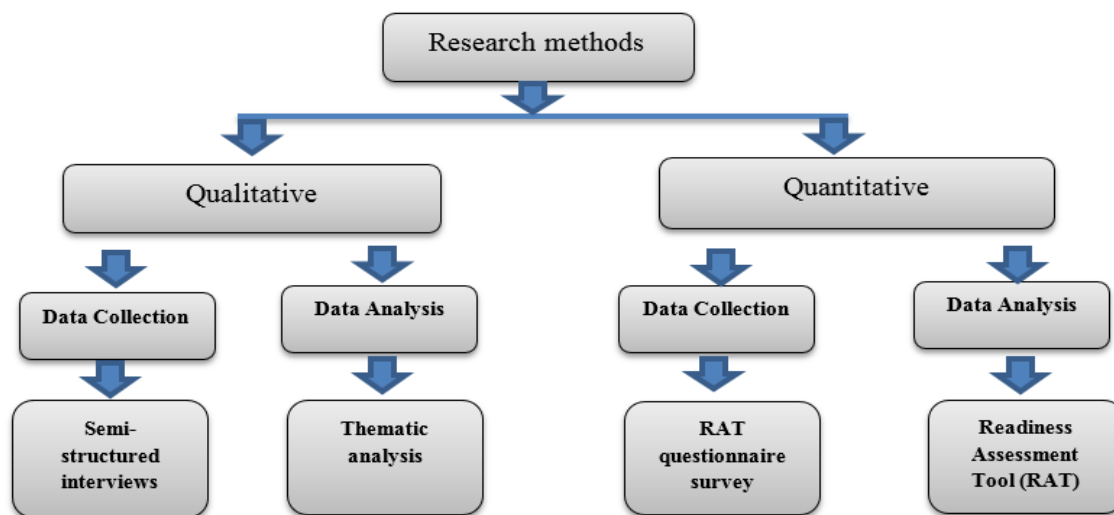 Research methods
Qualitative
Quantitative
Data Collection
Data Analysis
Data Collection
Data Analysis
Semi-
structured
interviews
Thematic
analysis
RAT
questionnaire
survey
Readiness
Assessment
Tool (RAT)